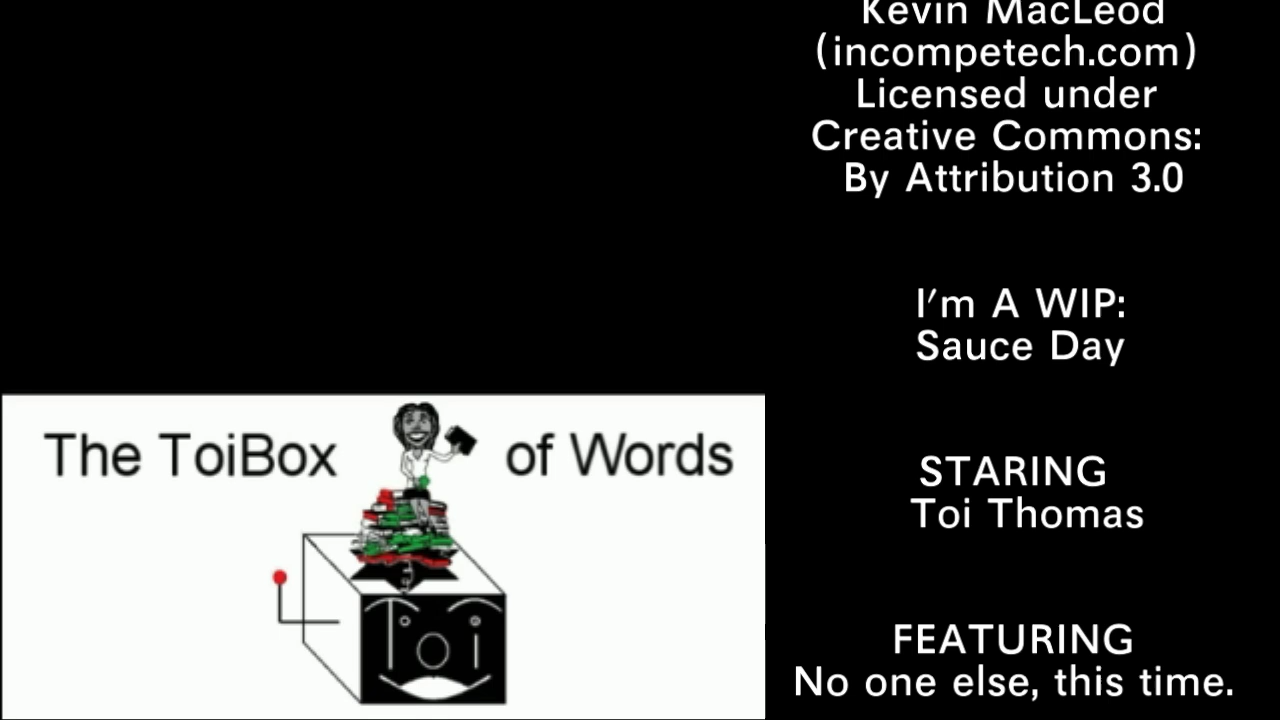 Kevin MacLeod
(incompetech.com)
Licensed under
Creative Commons:
By Attribution 3.0
I'm A WIP:
Sauce Day
STARING
Toi Thomas
FEATURING
No one else, this time.
The ToiBox of Words
Toi